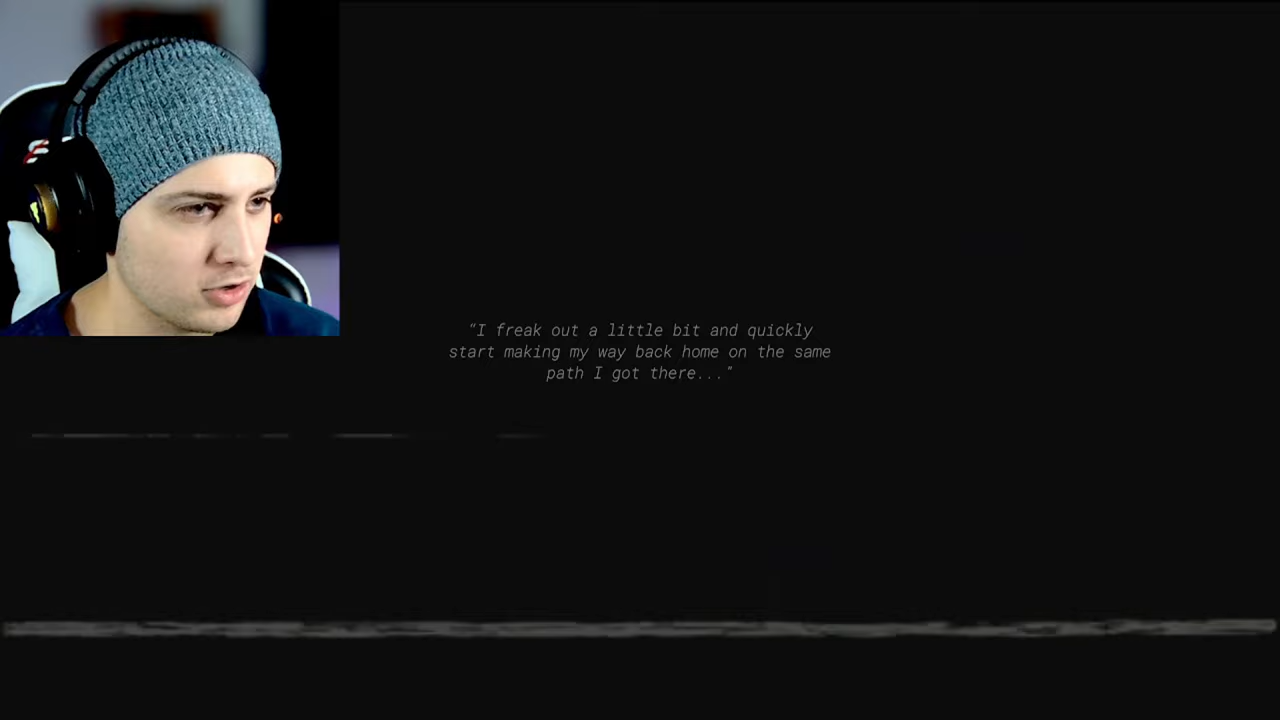 "I freak out a little bit and quickly
start making my way back home on the same
path I got there..."